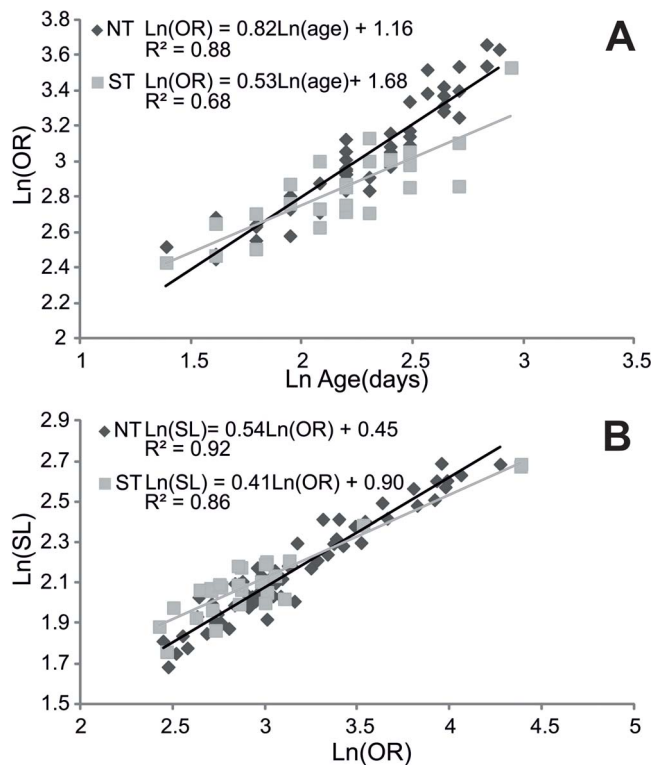 A
NT Ln(OR) = 0.82Ln(age) + 1.16
R² = 0.88
ST Ln(OR) = 0.53Ln(age)+ 1.68
R² = 0.68
Ln(OR)
3.8
3.6
3.4
3.2
3
2.8
2.6
2.4
2.2
2
1 1.5 2 2.5 3 3.5
Ln Age(days)
B
NT Ln(SL)= 0.54Ln(OR) + 0.45
R² = 0.92
ST Ln(SL) = 0.41Ln(OR) + 0.90
R² = 0.86
Ln(SL)
2.9
2.7
2.5
2.3
2.1
1.9
1.7
1.5
2 2.5 3 3.5 4 4.5 5
Ln(OR)